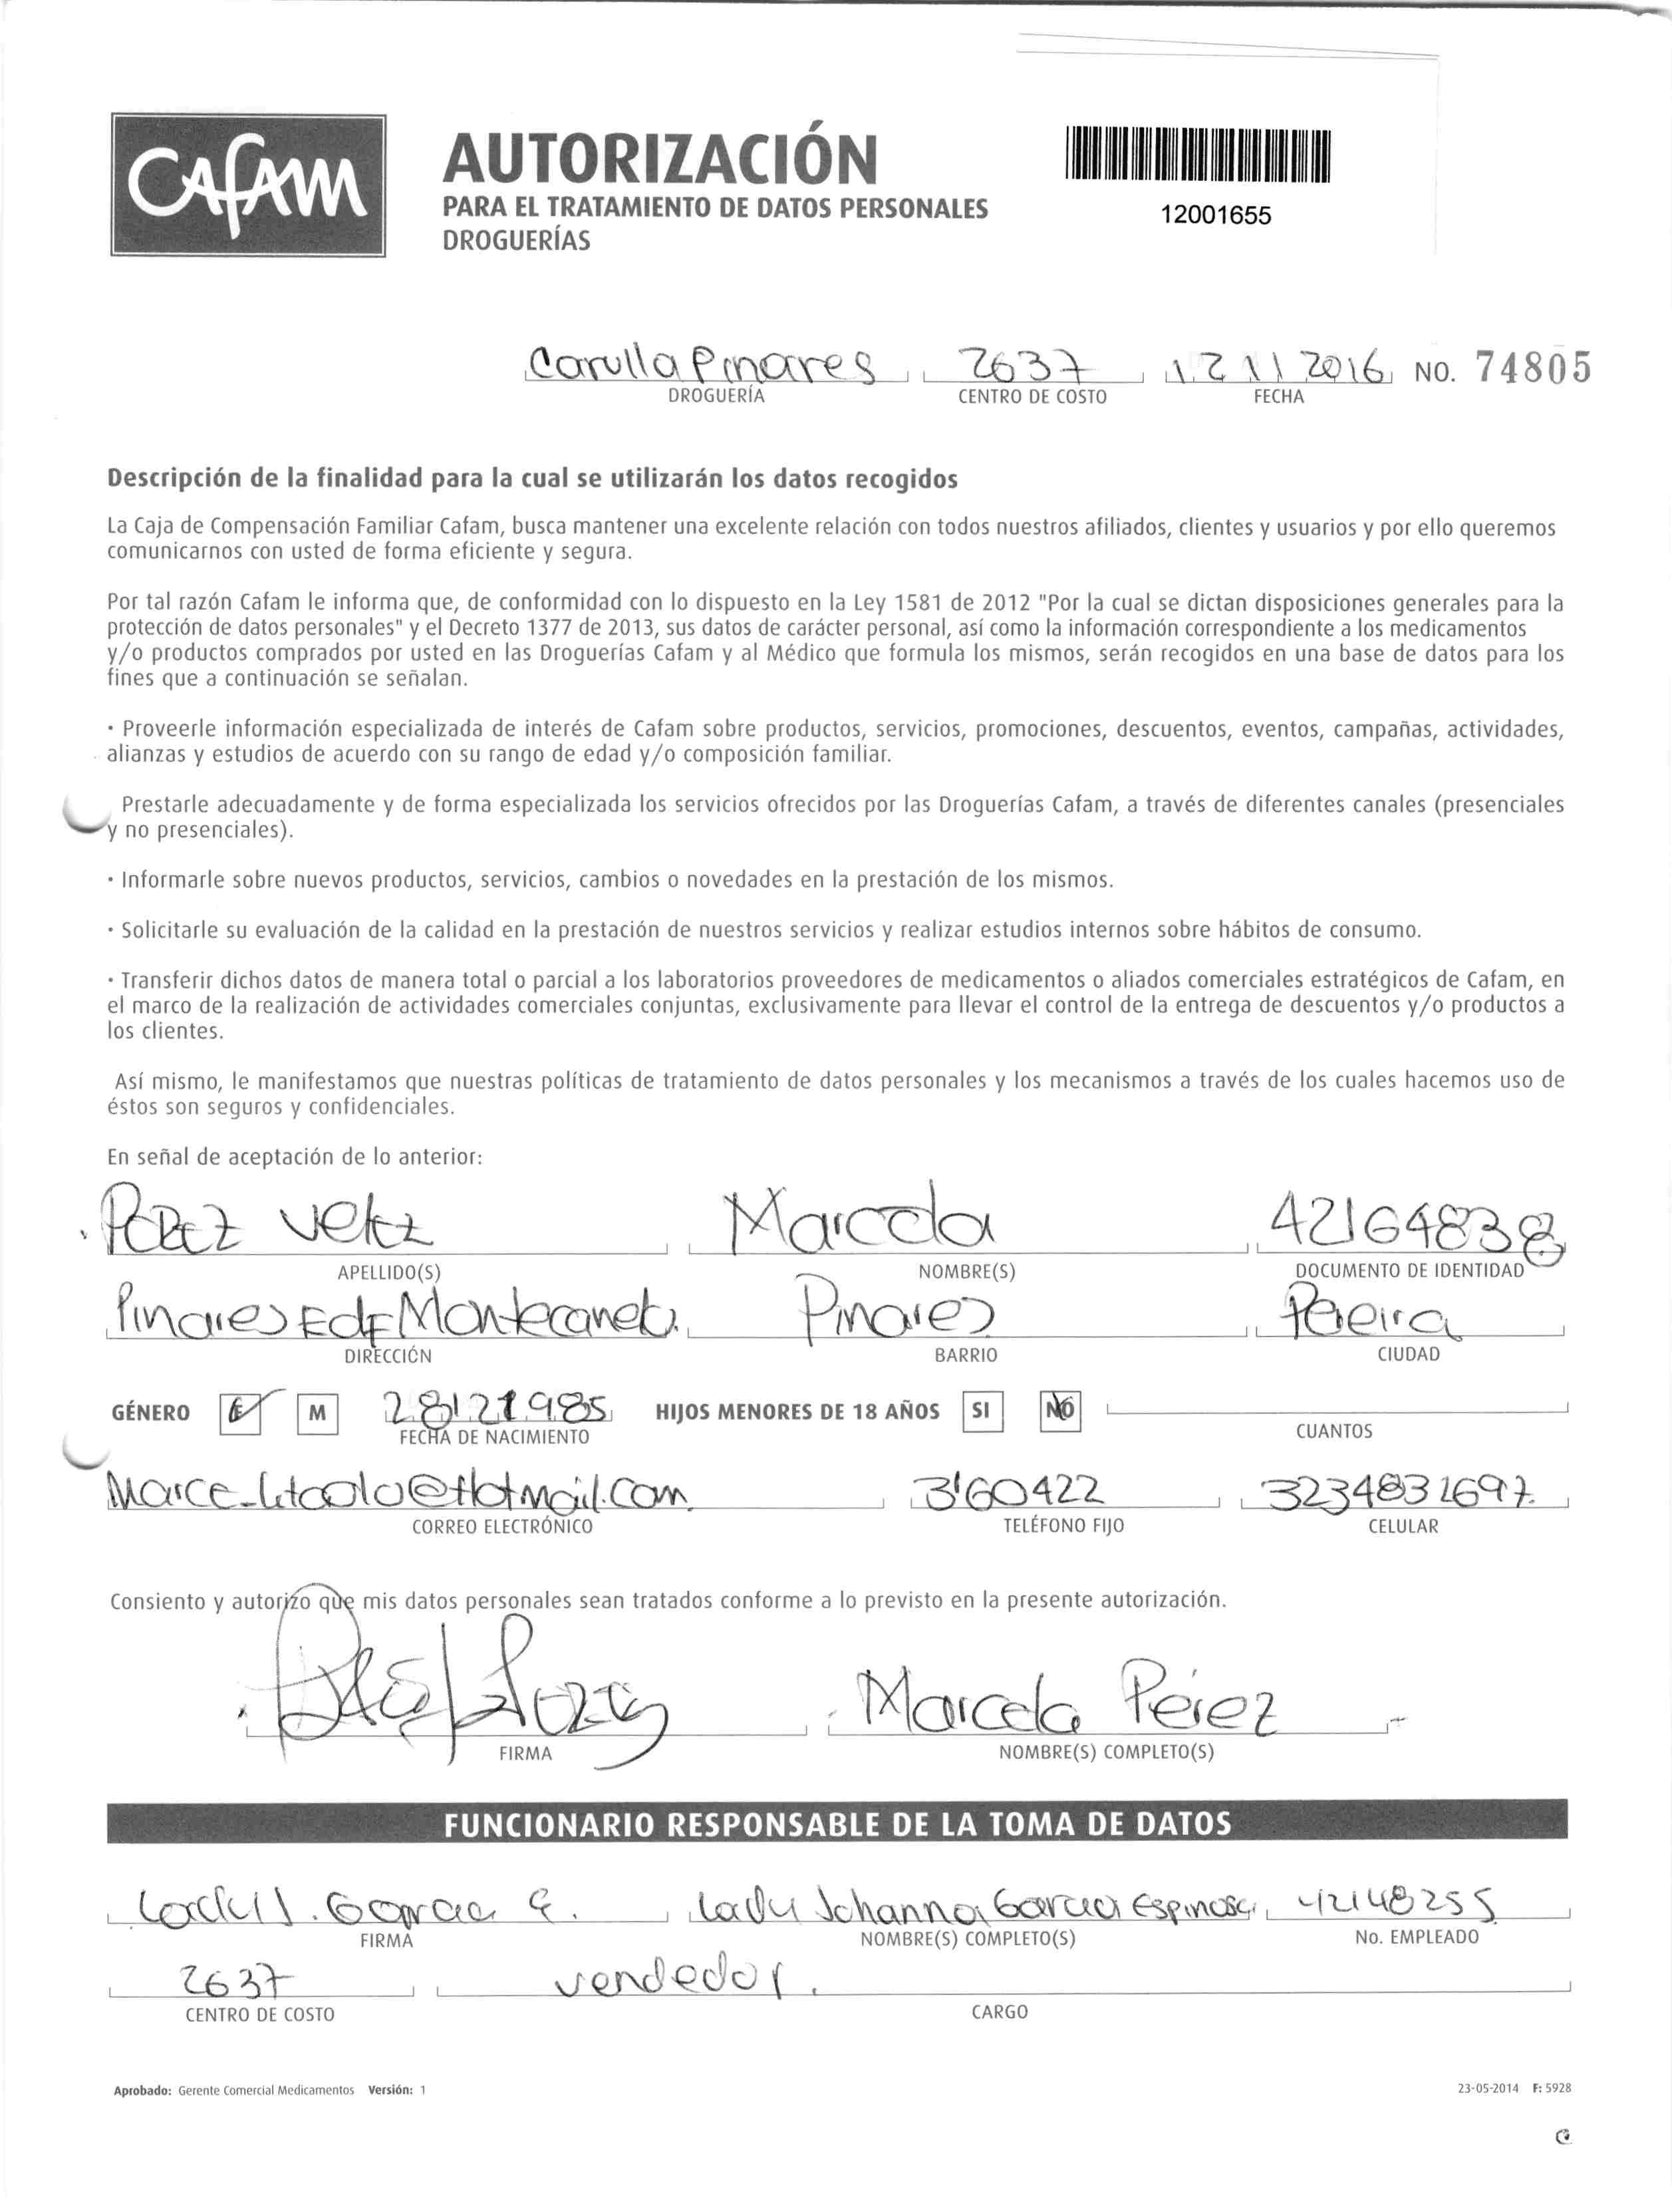 CAFAM
AUTORIZACIÓN
PARA EL TRATAMIENTO DE DATOS PERSONALES
DROGUERÍAS
12001655
Carulla Pinares 2637 12 11 2016 NO. 74805
DROGUERÍA CENTRO DE COSTO FECHA
Descripción de la finalidad para la cual se utilizarán los datos recogidos
La Caja de Compensación Familiar Cafam, busca mantener una excelente relación con todos nuestros afiliados, clientes y usuarios y por ello queremos
comunicarnos con usted de forma eficiente y segura.
Por tal razón Cafam le informa que, de conformidad con lo dispuesto en la Ley 1581 de 2012 "Por la cual se dictan disposiciones generales para la
protección de datos personales" y el Decreto 1377 de 2013, sus datos de carácter personal, así como la información correspondiente a los medicamentos
y/o productos comprados por usted en las Droguerías Cafam y al Médico que formula los mismos, serán recogidos en una base de datos para los
fines que a continuación se señalan.
· Proveerle información especializada de interés de Cafam sobre productos, servicios, promociones, descuentos, eventos, campañas, actividades,
alianzas y estudios de acuerdo con su rango de edad y/o composición familiar.
Prestarle adecuadamente y de forma especializada los servicios ofrecidos por las Droguerías Cafam, a través de diferentes canales (presenciales
y no presenciales).
· Informarle sobre nuevos productos, servicios, cambios o novedades en la prestación de los mismos.
· Solicitarle su evaluación de la calidad en la prestación de nuestros servicios y realizar estudios internos sobre hábitos de consumo.
· Transferir dichos datos de manera total o parcial a los laboratorios proveedores de medicamentos o aliados comerciales estratégicos de Cafam, en
el marco de la realización de actividades comerciales conjuntas, exclusivamente para llevar el control de la entrega de descuentos y/o productos a
los clientes.
Así mismo, le manifestamos que nuestras políticas de tratamiento de datos personales y los mecanismos a través de los cuales hacemos uso de
éstos son seguros y confidenciales.
En señal de aceptación de lo anterior:
Perez Velez Marcela 42164838
APELLIDO(S) NOMBRE(S) DOCUMENTO DE IDENTIDAD
Pinares Edf Pinares Pereira
DIRECCIÓN BARRIO CIUDAD
GÉNERO F M 28121985 HIJOS MENORES DE 18 AÑOS SI NO
FECHA DE NACIMIENTO CUANTOS
3160422 3234831697
CORREO ELECTRÓNICO TELÉFONO FIJO CELULAR
Consiento y autorizo que mis datos personales sean tratados conforme a lo previsto en la presente autorización.
Marcela Pérez
FIRMA NOMBRE(S) COMPLETO(S)
FUNCIONARIO RESPONSABLE DE LA TOMA DE DATOS
Lady J. Garcia E. Lady Johanna Garcia Espinosa 42148255
FIRMA NOMBRE(S) COMPLETO(S) No. EMPLEADO
2637 vendedor.
CENTRO DE COSTO CARGO
Aprobado: Gerente Comercial Medicamentos Versión: 1 23-05-2014 F: 5928